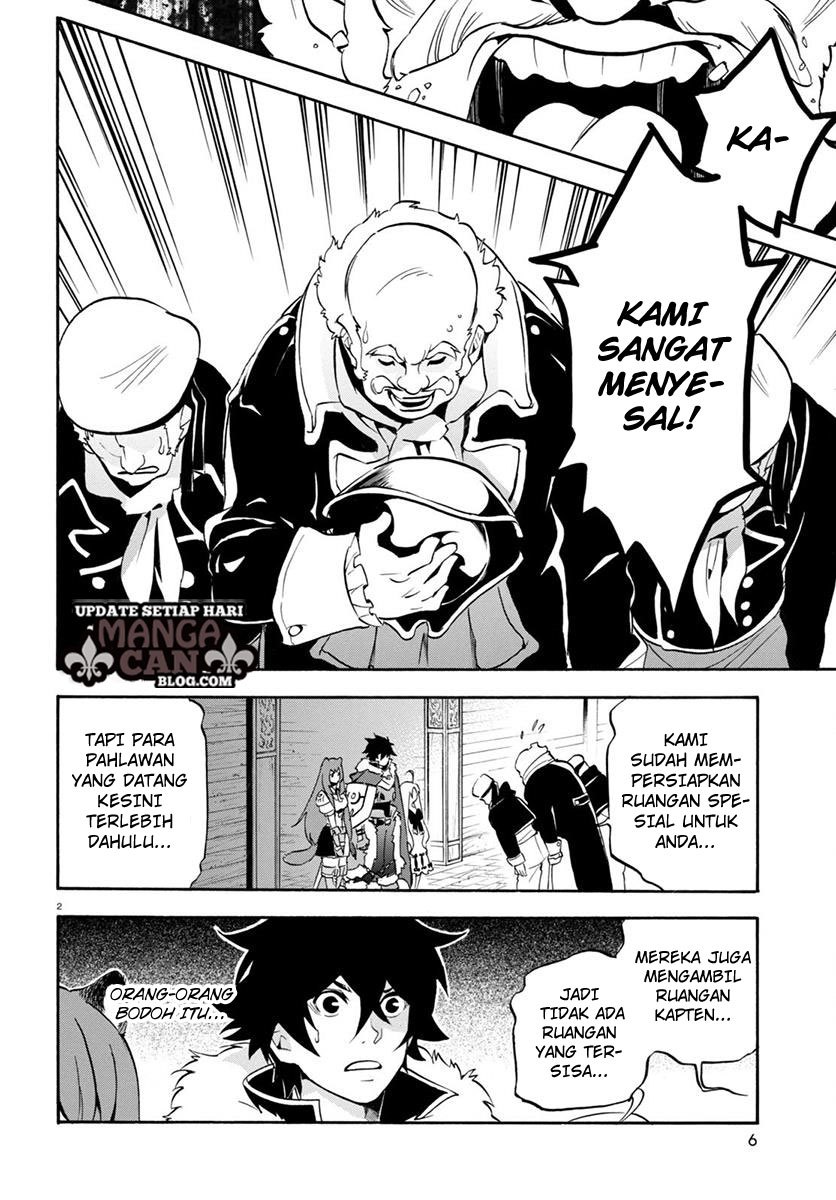 KA-
KAMI
SANGAT
MENYE-
SAL!
UPDATE SETIAP HARI
MANGA
CAN
BLOG.COM
KAMI
SUDAH MEM-
PERSIAPKAN
RUANGAN SPE-
SIAL UNTUK
ANDA...
TAPI PARA
PAHLAWAN
YANG DATANG
KESINI
TERLEBIH
DAHULU...
2
MEREKA JUGA
MENGAMBIL
RUANGAN
KAPTEN...
JADI
TIDAK ADA
RUANGAN
YANG TER-
SISA...
ORANG-ORANG
BODOH ITU...
6